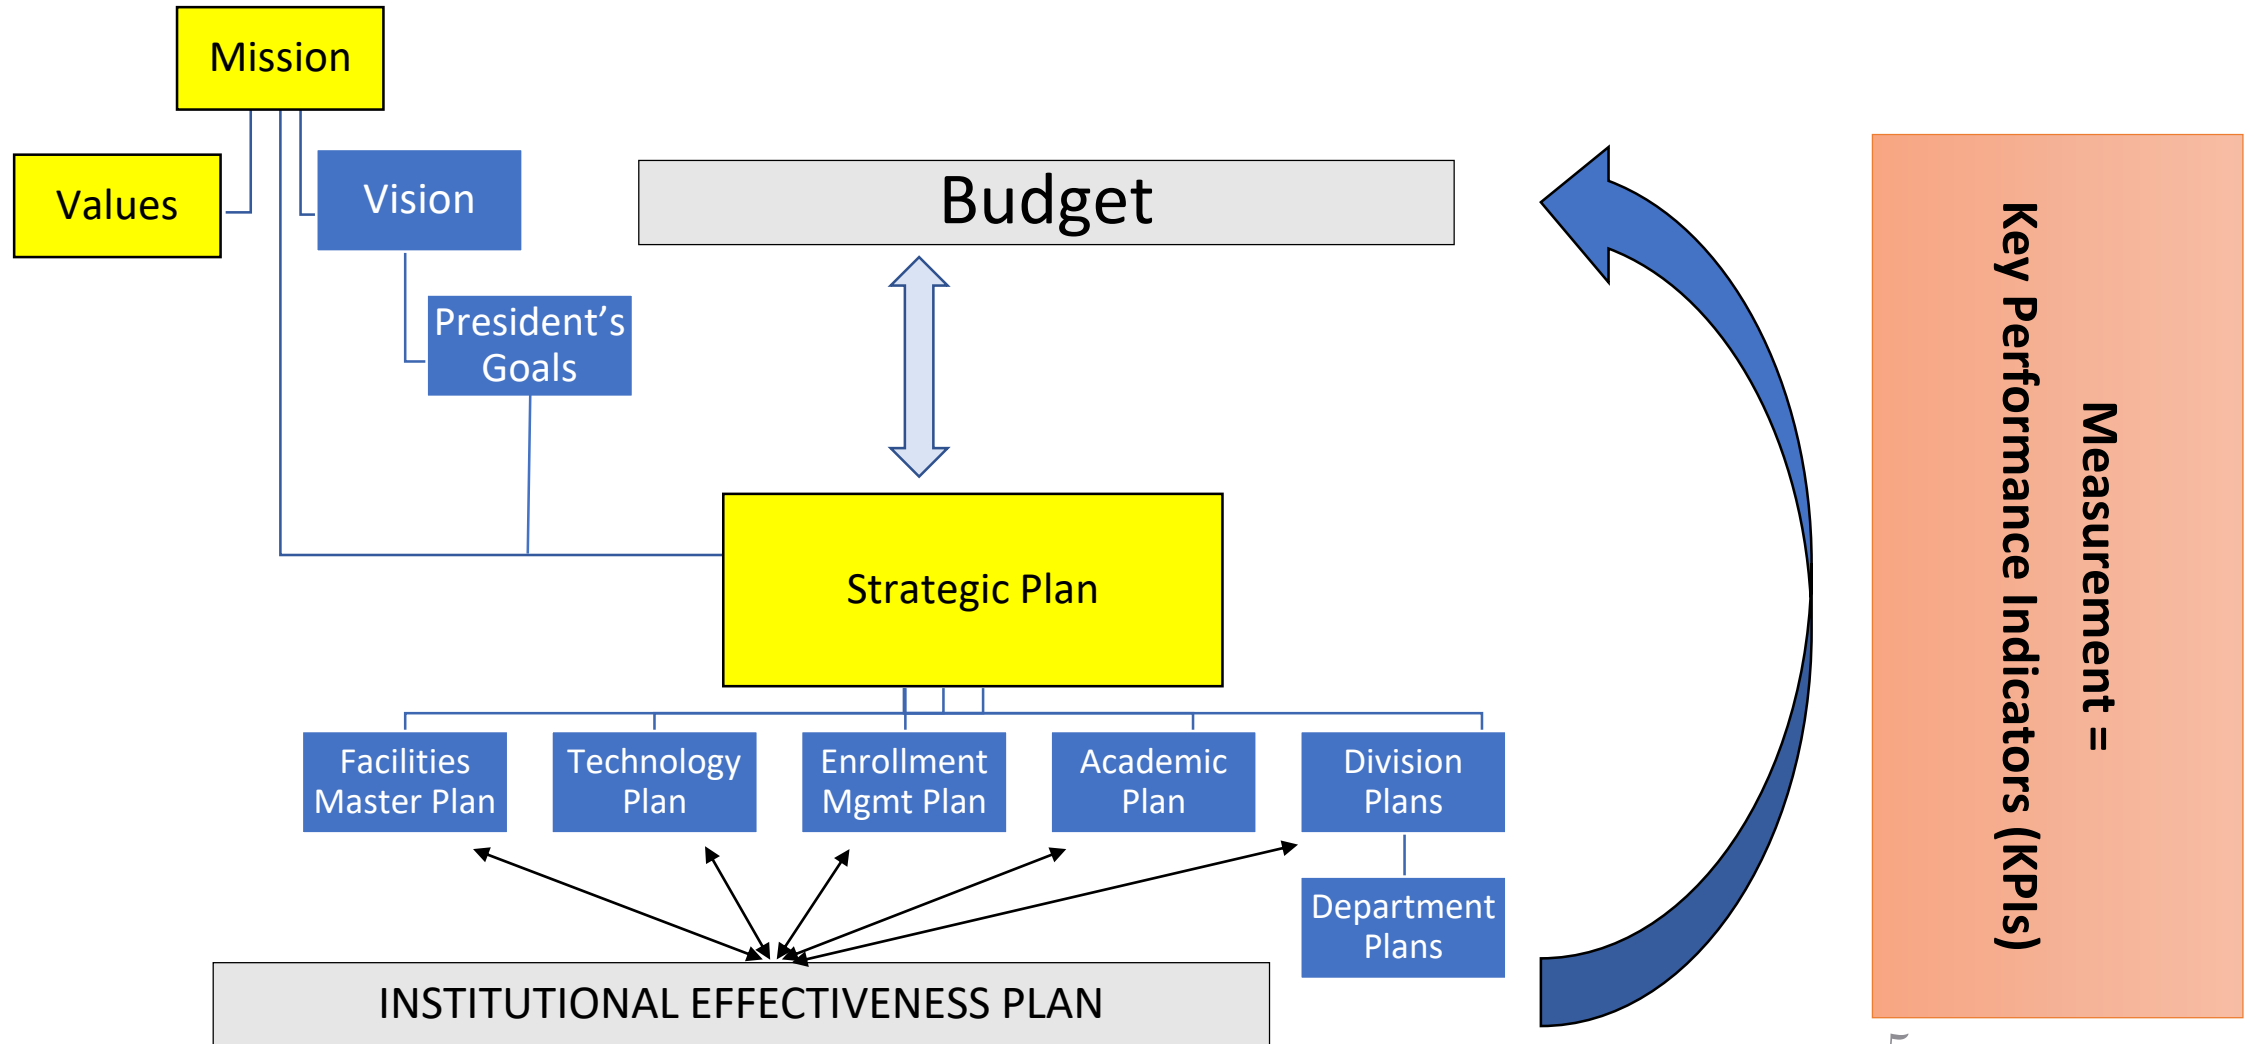 Mission
Values
Vision
Budget
President’s
Goals
Strategic Plan
Facilities
Master Plan
Technology
Plan
Enrollment
Mgmt Plan
Academic
Plan
Division
Plans
Department
Plans
INSTITUTIONAL EFFECTIVENESS PLAN
Measurement =
Key Performance Indicators (KPIs)